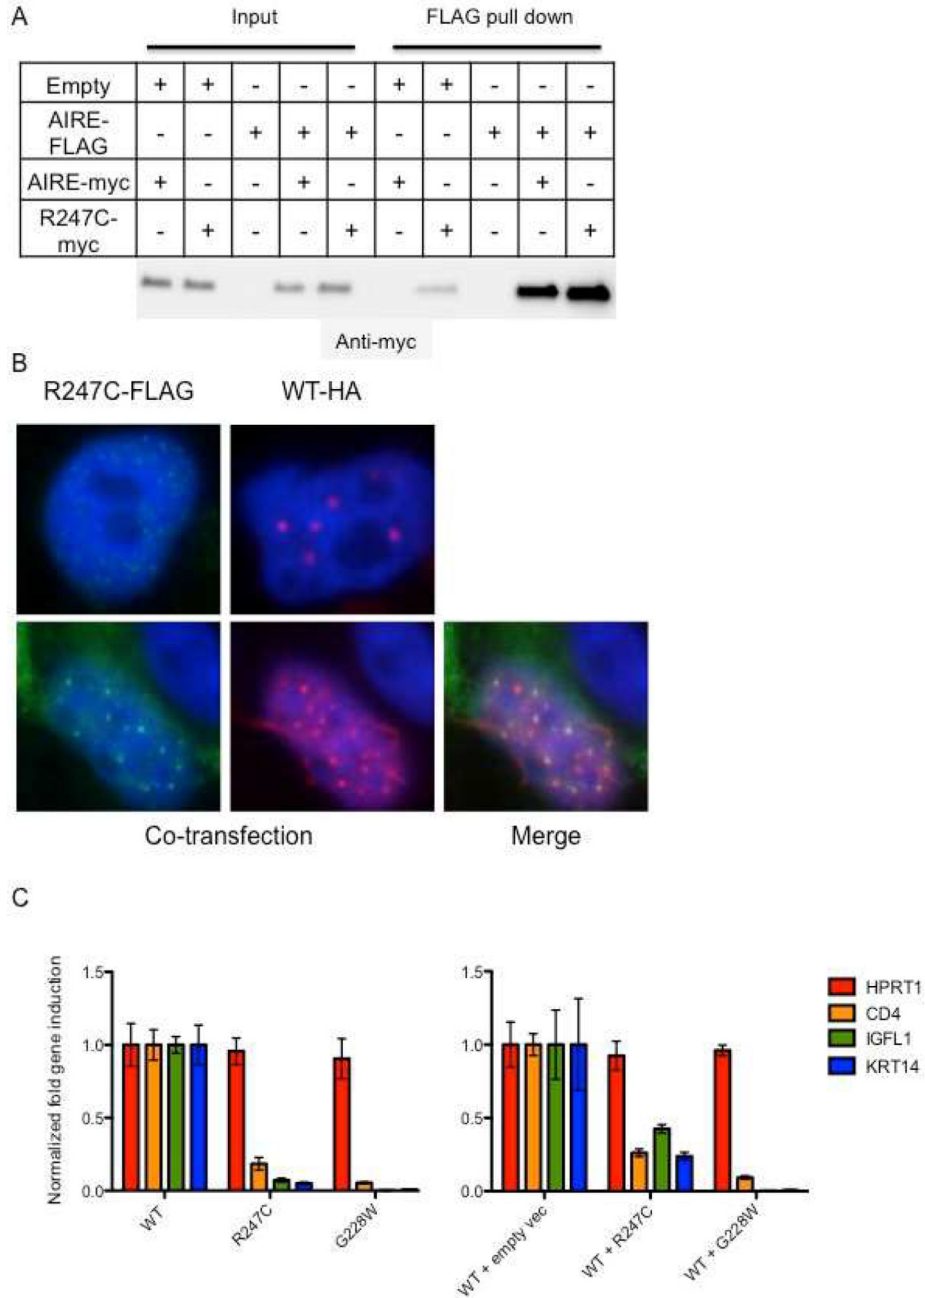 A
Input FLAG pull down
Empty + + - - - + + - - -
AIRE-
FLAG - - + + + - - + + +
AIRE-myc + - - + - + - - + -
R247C-
myc - + - - + - + - - +
Anti-myc
B
R247C-FLAG WT-HA
Co-transfection Merge
C
Normalized fold gene induction
1.5
1.0
0.5
0.0
WT R247C G228W
1.5
1.0
0.5
0.0
WT + empty vec WT + R247C WT + G228W
HPRT1
CD4
IGFL1
KRT14